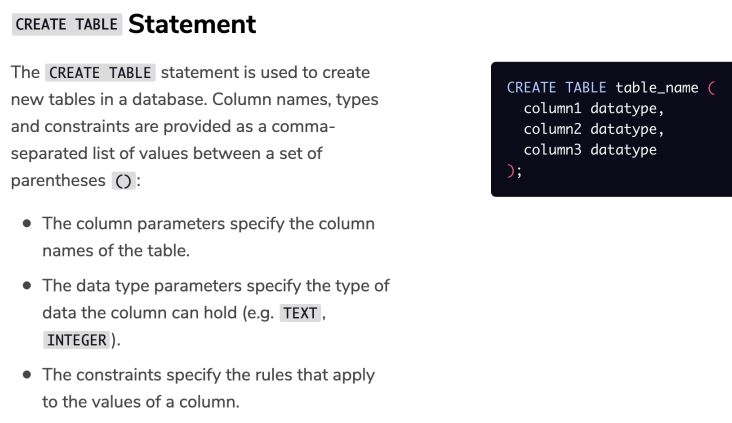 CREATE TABLE Statement
The CREATE TABLE statement is used to create
new tables in a database. Column names, types
and constraints are provided as a comma-
separated list of values between a set of
parentheses ():
• The column parameters specify the column
names of the table.
• The data type parameters specify the type of
data the column can hold (e.g. TEXT,
INTEGER).
• The constraints specify the rules that apply
to the values of a column.
CREATE TABLE table_name (
  column1 datatype,
  column2 datatype,
  column3 datatype
);